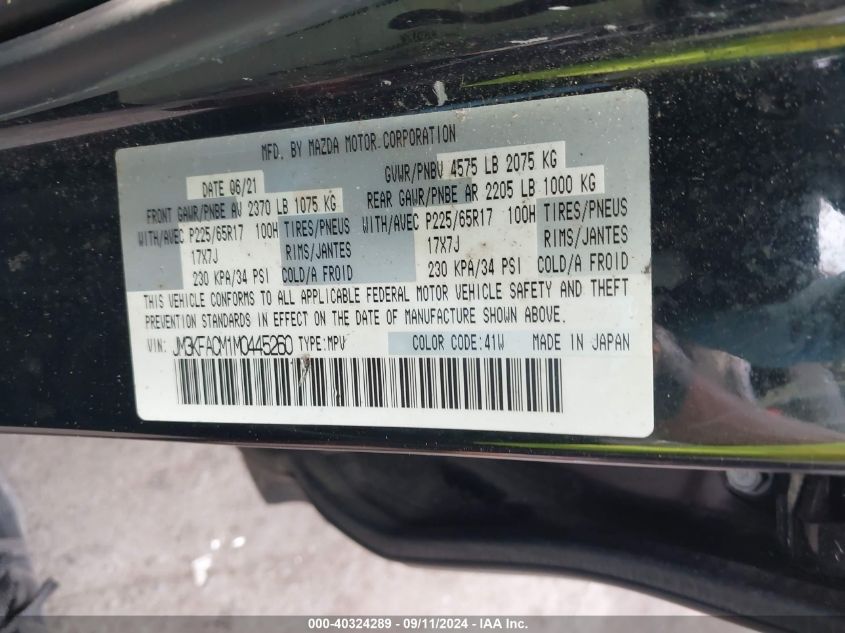 MFD. BY MAZDA MOTOR CORPORATION
DATE 06/21 GVWR/PNBV 4575 LB 2075 KG
FRONT GAWR/PNBE AV 2370 LB 1075 KG REAR GAWR/PNBE AR 2205 LB 1000 KG
WITH/AVEC P225/65R17 100H TIRES/PNEUS WITH/AVEC P225/65R17 100H TIRES/PNEUS
17X7J RIMS/JANTES 17X7J RIMS/JANTES
230 KPA/34 PSI COLD/A FROID 230 KPA/34 PSI COLD/A FROID
THIS VEHICLE CONFORMS TO ALL APPLICABLE FEDERAL MOTOR VEHICLE SAFETY AND THEFT
PREVENTION STANDARDS IN EFFECT ON THE DATE OF MANUFACTURE SHOWN ABOVE.
VIN: JM3KFACM1M0445260 TYPE:MPV COLOR CODE:41W MADE IN JAPAN
000-40324289 - 09/11/2024 - IAA Inc.